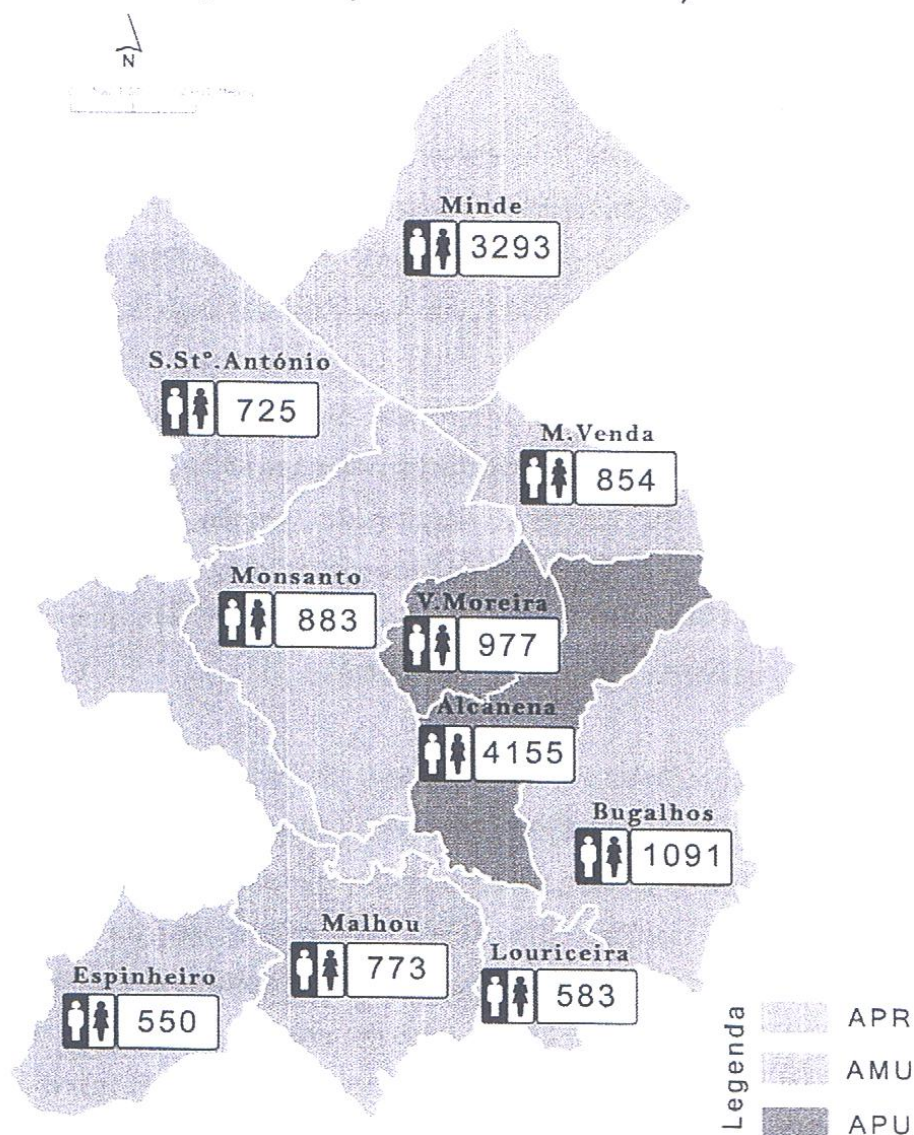 N
Minde
3293
S.Stº.António
725
M.Venda
854
Monsanto
883
V.Moreira
977
Alcanena
4155
Bugalhos
1091
Malhou
773
Louriceira
583
Espinheiro
550
Legenda
APR
AMU
APU